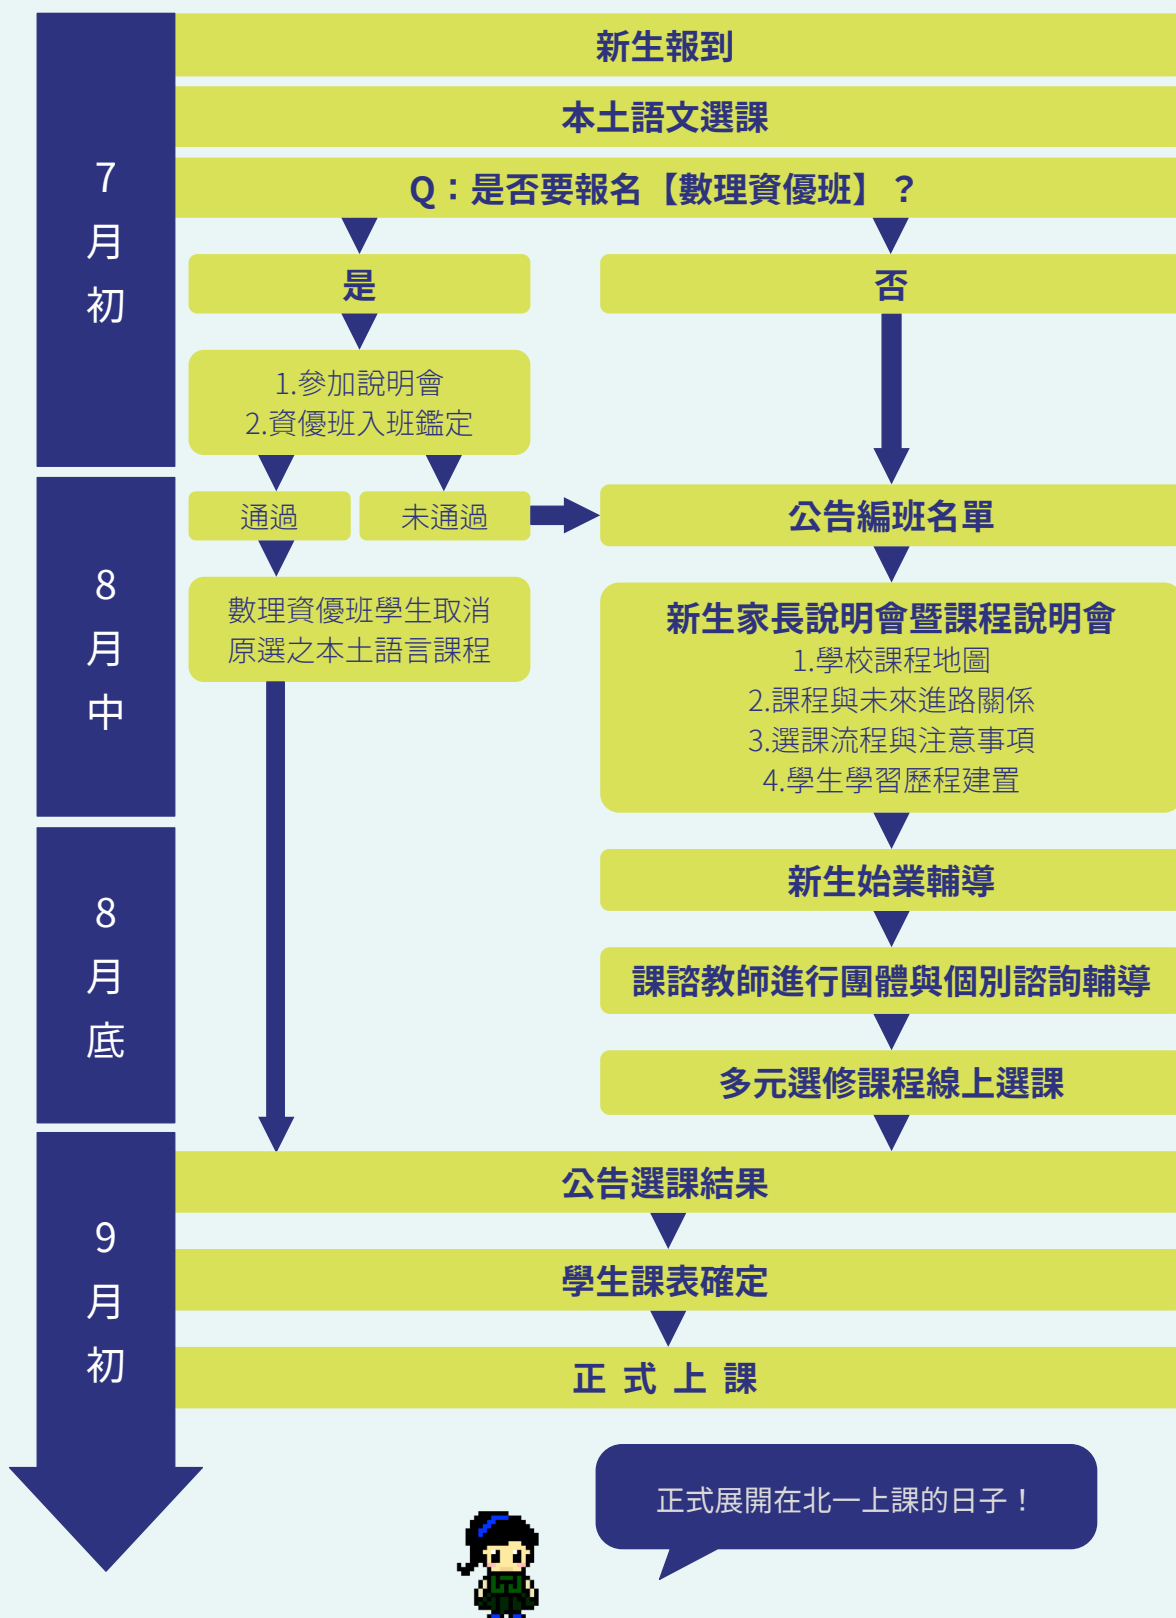 7
月
初
新生報到
本土語文選課
Q：是否要報名【數理資優班】？
是
否
1.參加說明會
2.資優班入班鑑定
8
月
中
通過
未通過
公告編班名單
數理資優班學生取消
原選之本土語言課程
新生家長說明會暨課程說明會
1.學校課程地圖
2.課程與未來進路關係
3.選課流程與注意事項
4.學生學習歷程建置
8
月
底
新生始業輔導
課諮教師進行團體與個別諮詢輔導
多元選修課程線上選課
9
月
初
公告選課結果
學生課表確定
正式上課
正式展開在北一上課的日子！